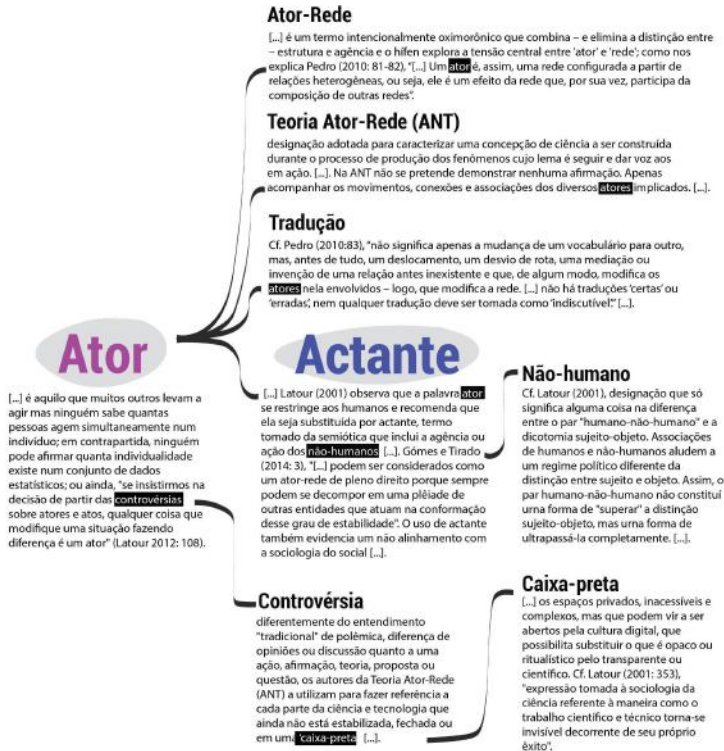 Ator-Rede
[...] é um termo intencionalmente oximorônico que combina – e elimina a distinção entre
– estrutura e agência e o hífen explora a tensão central entre 'ator' e 'rede'; como nos
explica Pedro (2010: 81-82), "[...] Um ator é, assim, uma rede configurada a partir de
relações heterogêneas, ou seja, ele é um efeito da rede que, por sua vez, participa da
composição de outras redes".
Teoria Ator-Rede (ANT)
designação adotada para caracterizar uma concepção de ciência a ser construída
durante o processo de produção dos fenômenos cujo lema é seguir e dar voz aos
em ação. [...]. Na ANT não se pretende demonstrar nenhuma afirmação. Apenas
acompanhar os movimentos, conexões e associações dos diversos atores implicados. [...].
Tradução
Cf. Pedro (2010:83), "não significa apenas a mudança de um vocabulário para outro,
mas, antes de tudo, um deslocamento, um desvio de rota, uma mediação ou
invenção de uma relação antes inexistente e que, de algum modo, modifica os
atores nela envolvidos – logo, que modifica a rede. [...] não há traduções 'certas' ou
'erradas', nem qualquer tradução deve ser tomada como 'indiscutível'." [...].
Ator
[...] é aquilo que muitos outros levam a
agir mas ninguém sabe quantas
pessoas agem simultaneamente num
indivíduo; em contrapartida, ninguém
pode afirmar quanta individualidade
existe num conjunto de dados
estatísticos; ou ainda, "se insistirmos na
decisão de partir das controvérsias
sobre atores e atos, qualquer coisa que
modifique uma situação fazendo
diferença é um ator" (Latour 2012: 108).
Actante
[...] Latour (2001) observa que a palavra ator
se restringe aos humanos e recomenda que
ela seja substituída por actante, termo
tomado da semiótica que inclui a agência ou
ação dos não-humanos [...]. Gómes e Tirado
(2014: 3), "[...] podem ser considerados como
um ator-rede de pleno direito porque sempre
podem se decompor em uma plêiade de
outras entidades que atuam na conformação
desse grau de estabilidade". O uso de actante
também evidencia um não alinhamento com
a sociologia do social [...].
Não-humano
Cf. Latour (2001), designação que só
significa alguma coisa na diferença
entre o par "humano-não-humano" e a
dicotomia sujeito-objeto. Associações
de humanos e não-humanos aludem a
um regime político diferente da
distinção entre sujeito e objeto. Assim, o
par humano-não-humano não constitui
urna forma de "superar" a distinção
sujeito-objeto, mas urna forma de
ultrapassá-la completamente. [...].
Controvérsia
diferentemente do entendimento
"tradicional" de polêmica, diferença de
opiniões ou discussão quanto a uma
ação, afirmação, teoria, proposta ou
questão, os autores da Teoria Ator-Rede
(ANT) a utilizam para fazer referência a
cada parte da ciência e tecnologia que
ainda não está estabilizada, fechada ou
em uma 'caixa-preta [...].
Caixa-preta
[...] os espaços privados, inacessíveis e
complexos, mas que podem vir a ser
abertos pela cultura digital, que
possibilita substituir o que é opaco ou
ritualístico pelo transparente ou
científico. Cf. Latour (2001: 353),
"expressão tomada à sociologia da
ciência referente à maneira como o
trabalho científico e técnico torna-se
invisível decorrente de seu próprio
êxito".